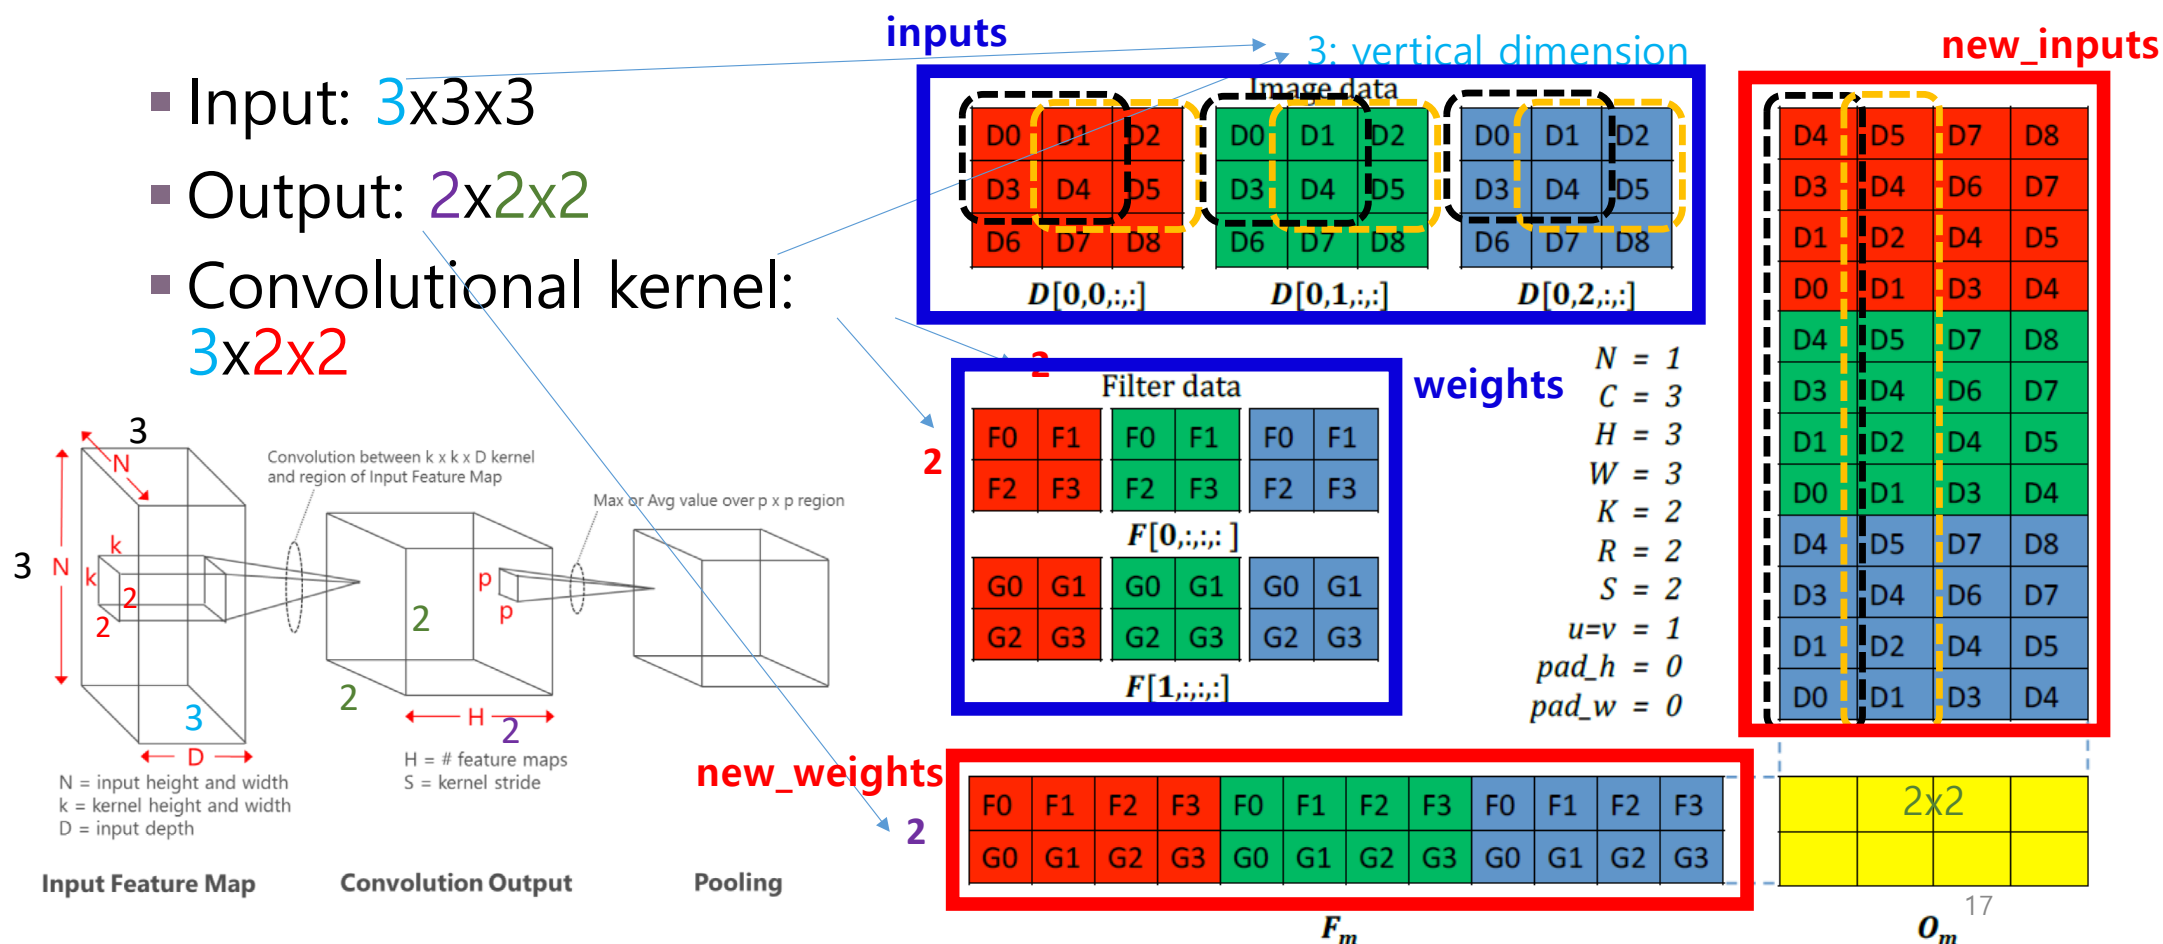 inputs
3: vertical dimension
new_inputs
▪ Input: 3x3x3
▪ Output: 2x2x2
▪ Convolutional kernel:
3x2x2
Image data
D0 D1 D2 D0 D1 D2 D0 D1 D2
D3 D4 D5 D3 D4 D5 D3 D4 D5
D6 D7 D8 D6 D7 D8 D6 D7 D8
D[0,0,:,:] D[0,1,:,:] D[0,2,:,:]
2
2
Filter data
weights
F0 F1 F0 F1 F0 F1
F2 F3 F2 F3 F2 F3
F[0,:,:,: ]
G0 G1 G0 G1 G0 G1
G2 G3 G2 G3 G2 G3
F[1,:,:,:]
N = 1
C = 3
H = 3
W = 3
K = 2
R = 2
S = 2
u=v = 1
pad_h = 0
pad_w = 0
D4 D5 D7 D8
D3 D4 D6 D7
D1 D2 D4 D5
D0 D1 D3 D4
D4 D5 D7 D8
D3 D4 D6 D7
D1 D2 D4 D5
D0 D1 D3 D4
D4 D5 D7 D8
D3 D4 D6 D7
D1 D2 D4 D5
D0 D1 D3 D4
3
N
3 N
k
k
2
2
3
D
Convolution between k x k x D kernel
and region of Input Feature Map
Max or Avg value over p x p region
p
p
2
2
H
2
N = input height and width
k = kernel height and width
D = input depth
H = # feature maps
S = kernel stride
Input Feature Map
Convolution Output
Pooling
new_weights
2
F0 F1 F2 F3 F0 F1 F2 F3 F0 F1 F2 F3
G0 G1 G2 G3 G0 G1 G2 G3 G0 G1 G2 G3
Fm
2x2
17
Om